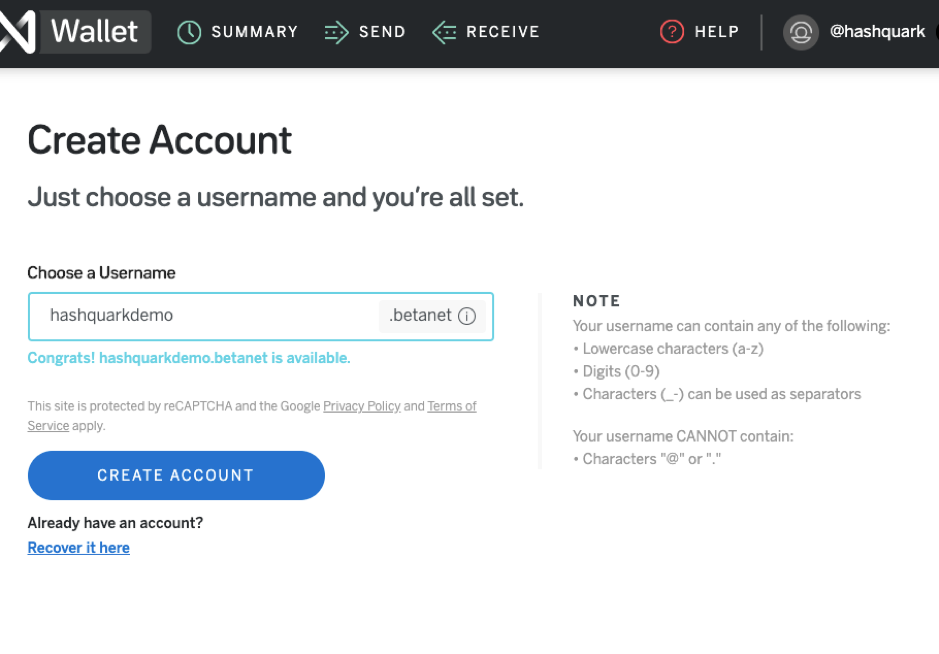 Wallet SUMMARY SEND RECEIVE HELP @hashquark
Create Account
Just choose a username and you're all set.
Choose a Username
hashquarkdemo .betanet
Congrats! hashquarkdemo.betanet is available.
This site is protected by reCAPTCHA and the Google Privacy Policy and Terms of
Service apply.
CREATE ACCOUNT
Already have an account?
Recover it here
NOTE
Your username can contain any of the following:
• Lowercase characters (a-z)
• Digits (0-9)
• Characters (_-) can be used as separators
Your username CANNOT contain:
• Characters "@" or "."